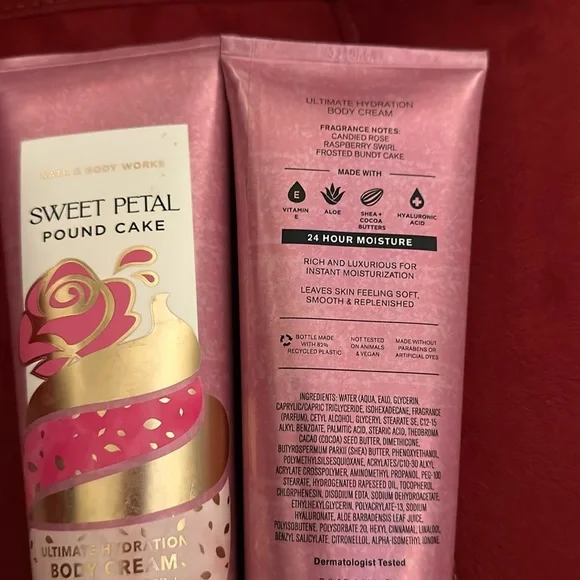 BATH & BODY WORKS
SWEET PETAL
POUND CAKE
ULTIMATE HYDRATION
BODY CREAM
ULTIMATE HYDRATION
BODY CREAM
FRAGRANCE NOTES:
CANDIED ROSE
RASPBERRY SWIRL
FROSTED BUNDT CAKE
MADE WITH
E
VITAMIN
E
ALOE
SHEA +
COCOA
BUTTERS
HYALURONIC
ACID
24 HOUR MOISTURE
RICH AND LUXURIOUS FOR
INSTANT MOISTURIZATION
LEAVES SKIN FEELING SOFT,
SMOOTH & REPLENISHED
BOTTLE MADE
WITH 82%
RECYCLED PLASTIC
NOT TESTED
ON ANIMALS
& VEGAN
MADE WITHOUT
PARABENS OR
ARTIFICIAL DYES
INGREDIENTS: WATER (AQUA, EAU), GLYCERIN,
CAPRYLIC/CAPRIC TRIGLYCERIDE, ISOHEXADECANE, FRAGRANCE
(PARFUM), CETYL ALCOHOL, GLYCERYL STEARATE SE, C12-15
ALKYL BENZOATE, PALMITIC ACID, STEARIC ACID, THEOBROMA
CACAO (COCOA) SEED BUTTER, DIMETHICONE,
BUTYROSPERMUM PARKII (SHEA) BUTTER, PHENOXYETHANOL,
POLYMETHYLSILSESQUIOXANE, ACRYLATES/C10-30 ALKYL
ACRYLATE CROSSPOLYMER, AMINOMETHYL PROPANOL, PEG-100
STEARATE, HYDROGENATED RAPESEED OIL, TOCOPHEROL,
CHLORPHENESIN, DISODIUM EDTA, SODIUM DEHYDROACETATE,
ETHYLHEXYLGLYCERIN, POLYACRYLATE-13, SODIUM
HYALURONATE, ALOE BARBADENSIS LEAF JUICE,
POLYISOBUTENE, POLYSORBATE 20, HEXYL CINNAMAL, LINALOOL,
BENZYL SALICYLATE, CITRONELLOL, ALPHA-ISOMETHYL IONONE.
Dermatologist Tested